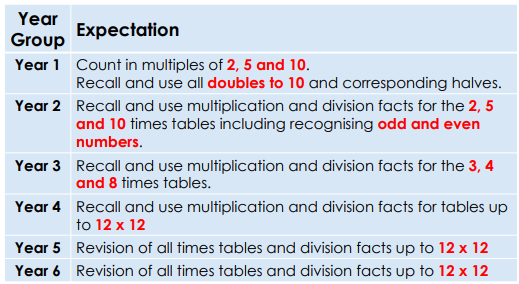 Year Group Expectation
Year 1 Count in multiples of 2, 5 and 10.
Recall and use all doubles to 10 and corresponding halves.
Year 2 Recall and use multiplication and division facts for the 2, 5
and 10 times tables including recognising odd and even
numbers.
Year 3 Recall and use multiplication and division facts for the 3, 4
and 8 times tables.
Year 4 Recall and use multiplication and division facts for tables up
to 12 x 12
Year 5 Revision of all times tables and division facts up to 12 x 12
Year 6 Revision of all times tables and division facts up to 12 x 12